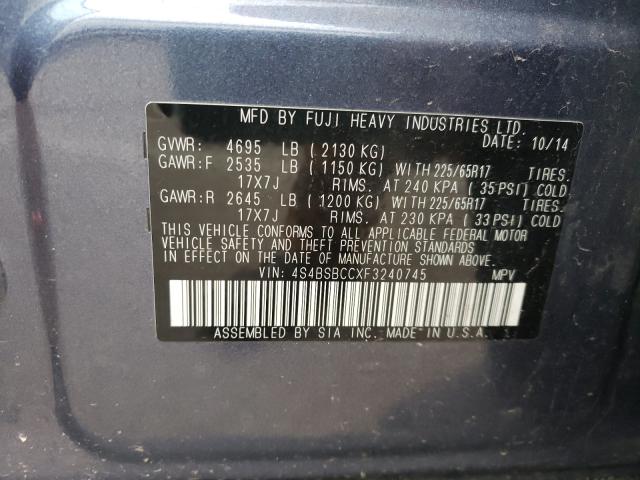 MFD BY FUJI HEAVY INDUSTRIES LTD.
DATE: 10/14
GVWR: 4695 LB ( 2130 KG)
GAWR:F 2535 LB ( 1150 KG) WITH 225/65R17 TIRES.
17X7J RIMS. AT 240 KPA ( 35 PSI) COLD
GAWR:R 2645 LB ( 1200 KG) WITH 225/65R17 TIRES.
17X7J RIMS. AT 230 KPA ( 33 PSI) COLD
THIS VEHICLE CONFORMS TO ALL APPLICABLE FEDERAL MOTOR
VEHICLE SAFETY AND THEFT PREVENTION STANDARDS
IN EFFECT ON THE DATE OF MANUFACTURE SHOWN ABOVE.
VIN: 4S4BSBCCXF3240745 MPV
ASSEMBLED BY SIA INC. MADE IN U.S.A.